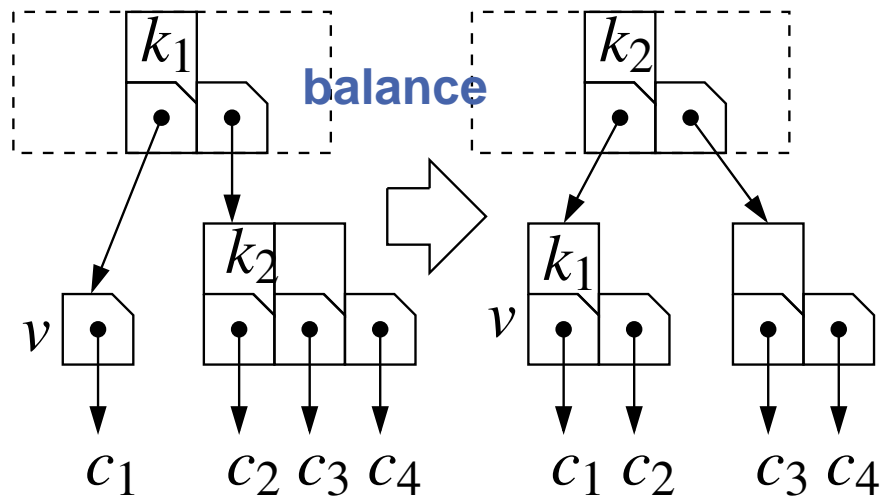 k₁ balance k₂
k₂ k₁
v v
c₁ c₂ c₃ c₄ c₁ c₂ c₃ c₄